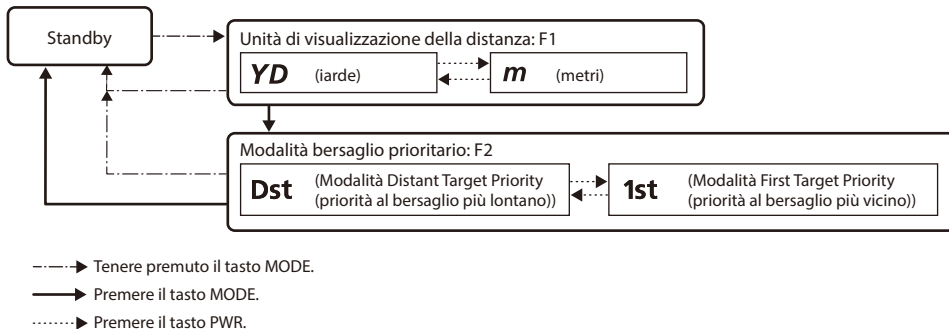 Standby
Unità di visualizzazione della distanza: F1
YD (iarde)
m (metri)
Modalità bersaglio prioritario: F2
Dst (Modalità Distant Target Priority
(priorità al bersaglio più lontano))
1st (Modalità First Target Priority
(priorità al bersaglio più vicino))
Tenere premuto il tasto MODE.
Premere il tasto MODE.
Premere il tasto PWR.